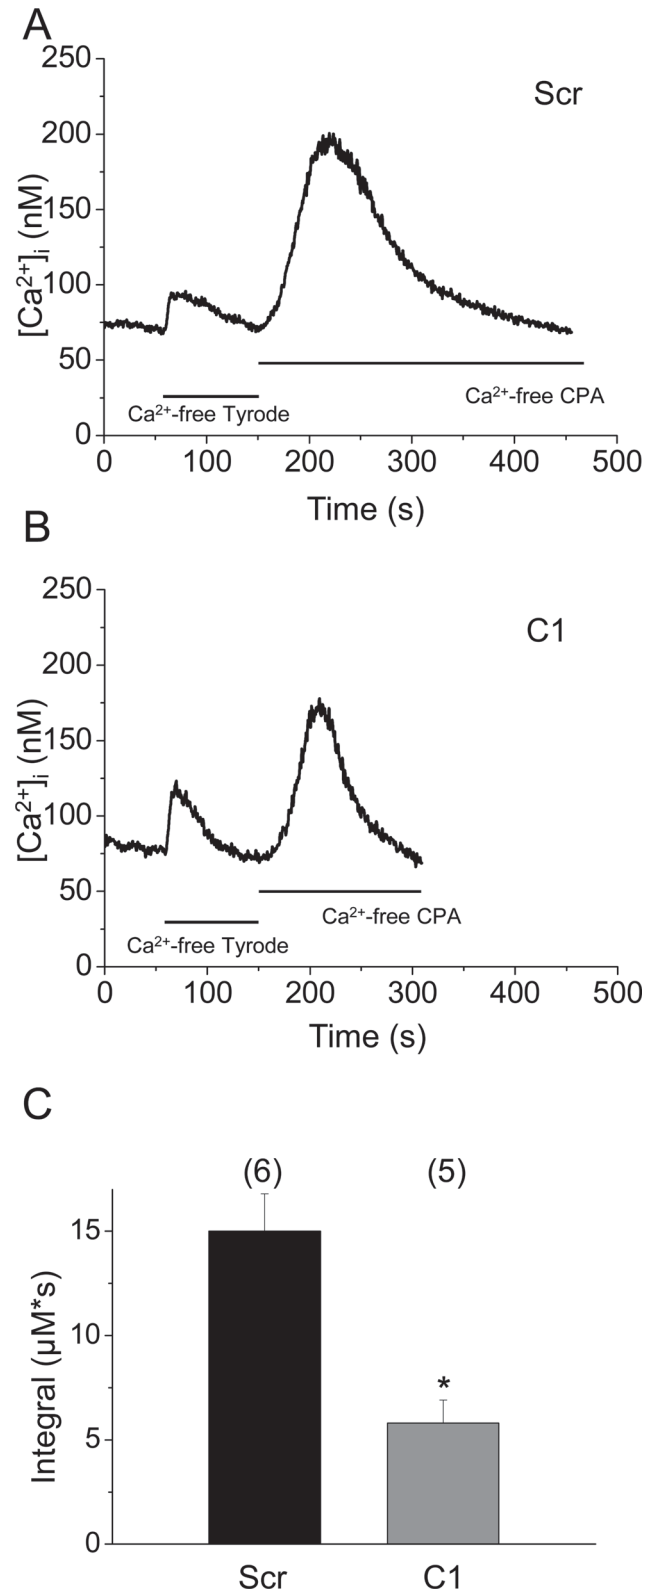 A
250
Scr
200
150
[Ca²⁺]ᵢ (nM)
100
50
Ca²⁺-free CPA
Ca²⁺-free Tyrode
0
0 100 200 300 400 500
Time (s)
B
250
C1
200
150
[Ca²⁺]ᵢ (nM)
100
50
Ca²⁺-free CPA
Ca²⁺-free Tyrode
0
0 100 200 300 400 500
Time (s)
C
(6) (5)
15
Integral (µM*s)
10
*
5
0
Scr C1